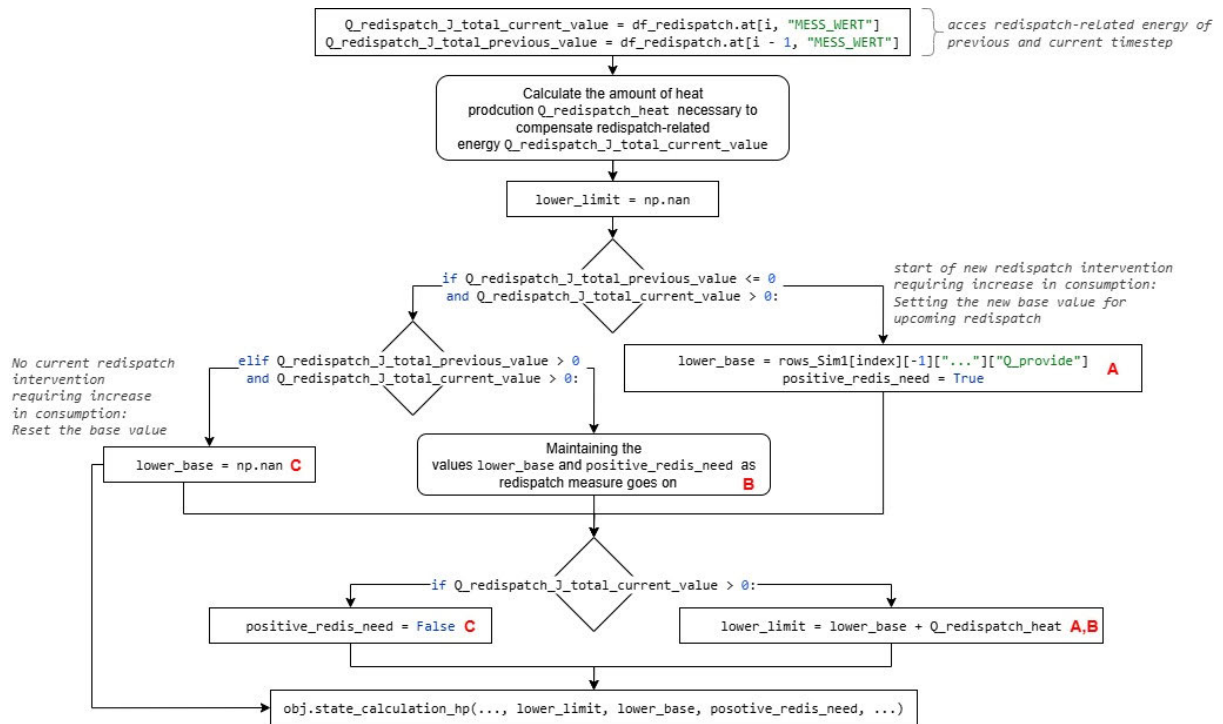 Q_redispatch_J_total_current_value = df_redispatch.at[i, "MESS_WERT"]
Q_redispatch_J_total_previous_value = df_redispatch.at[i - 1, "MESS_WERT"]
acces redispatch-related energy of
previous and current timestep
Calculate the amount of heat
prodcution Q_redispatch_heat necessary to
compensate redispatch-related
energy Q_redispatch_J_total_current_value
lower_limit = np.nan
if Q_redispatch_J_total_previous_value <= 0
and Q_redispatch_J_total_current_value > 0:
start of new redispatch intervention
requiring increase in consumption:
Setting the new base value for
upcoming redispatch
elif Q_redispatch_J_total_previous_value > 0
and Q_redispatch_J_total_current_value > 0:
lower_base = rows_Sim1[index][-1]["..."]["Q_provide"]
positive_redis_need = True
A
No current redispatch
intervention
requiring increase
in consumption:
Reset the base value
lower_base = np.nan C
Maintaining the
values lower_base and positive_redis_need as
redispatch measure goes on B
if Q_redispatch_J_total_current_value > 0:
positive_redis_need = False C
lower_limit = lower_base + Q_redispatch_heat A,B
obj.state_calculation_hp(..., lower_limit, lower_base, posotive_redis_need, ...)